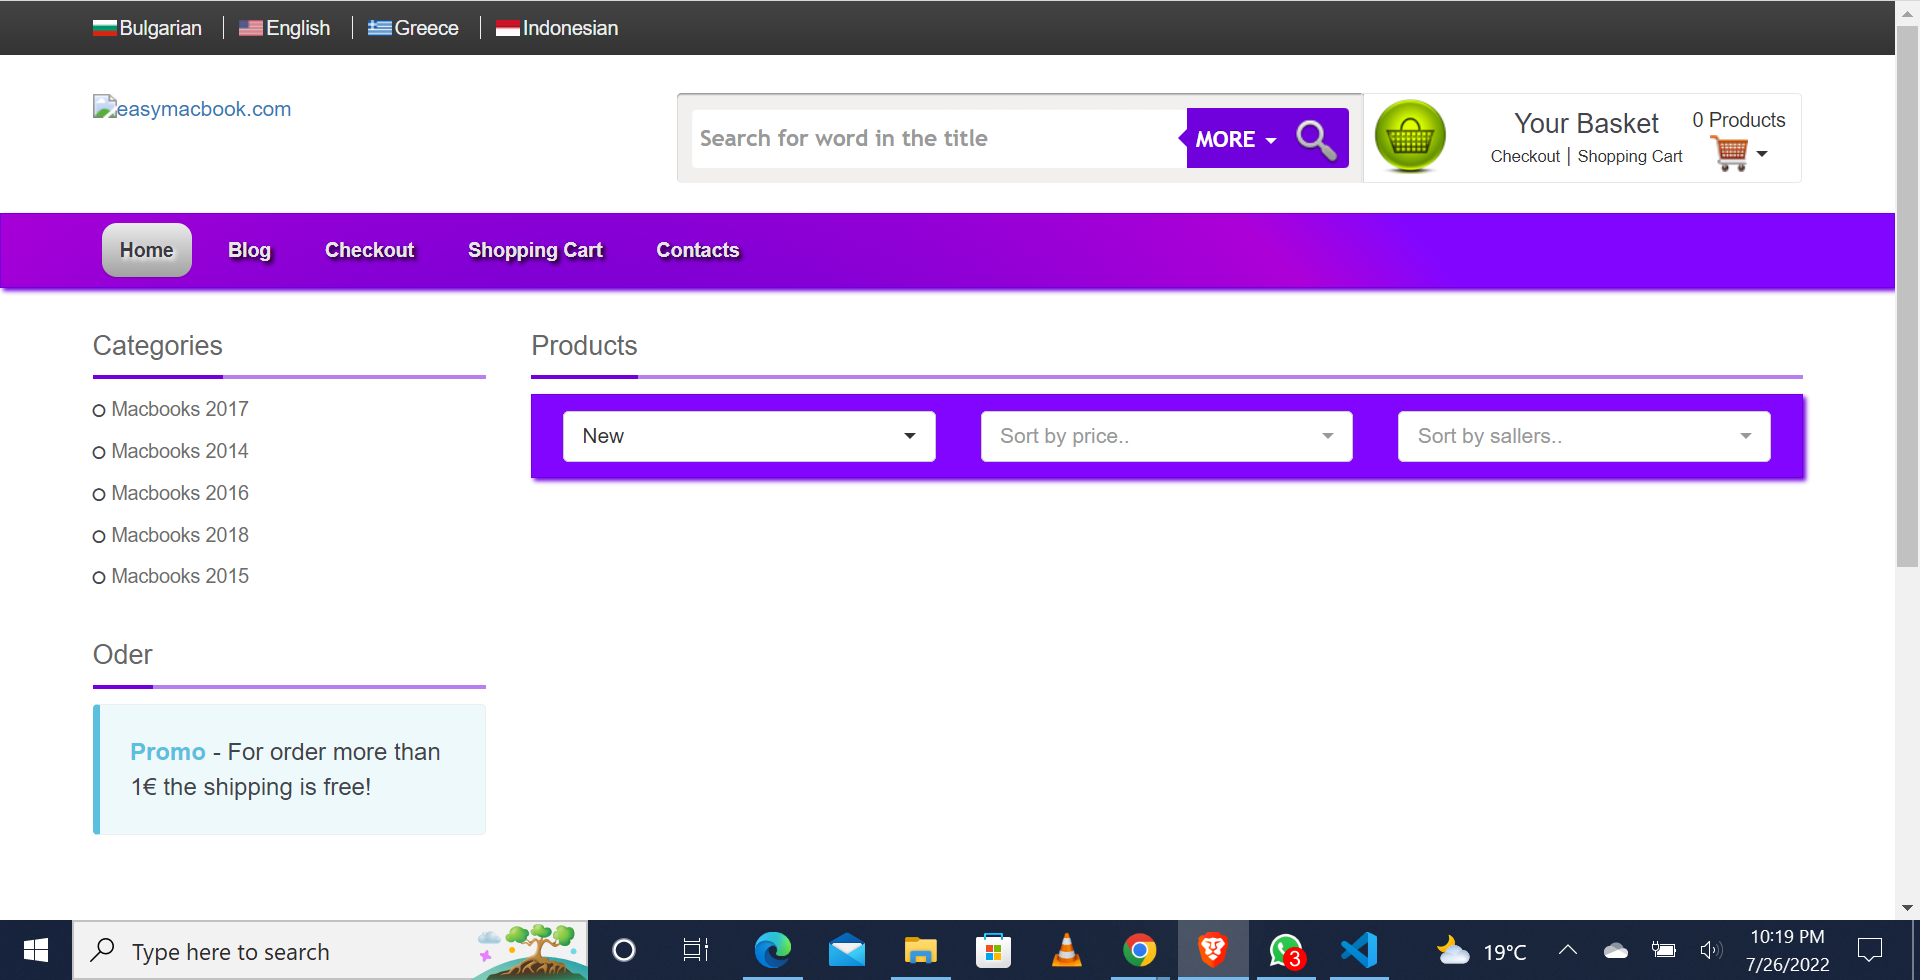 Bulgarian English Greece Indonesian
easymacbook.com
Search for word in the title
MORE
Your Basket
Checkout | Shopping Cart
0 Products
Home Blog Checkout Shopping Cart Contacts
Categories
Macbooks 2017
Macbooks 2014
Macbooks 2016
Macbooks 2018
Macbooks 2015
Oder
Promo - For order more than
1€ the shipping is free!
Products
New Sort by price.. Sort by sallers..
Type here to search
3
19°C
10:19 PM
7/26/2022